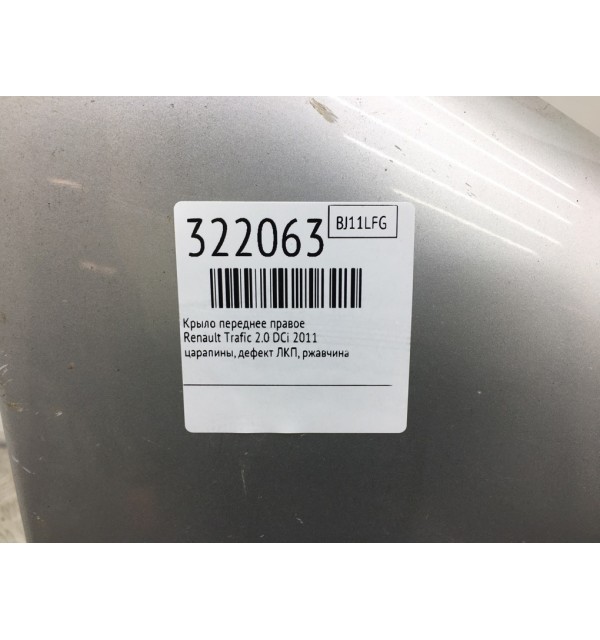 322063
BJ11LFG
Крыло переднее правое
Renault Trafic 2.0 DCi 2011
царапины, дефект ЛКП, ржавчина